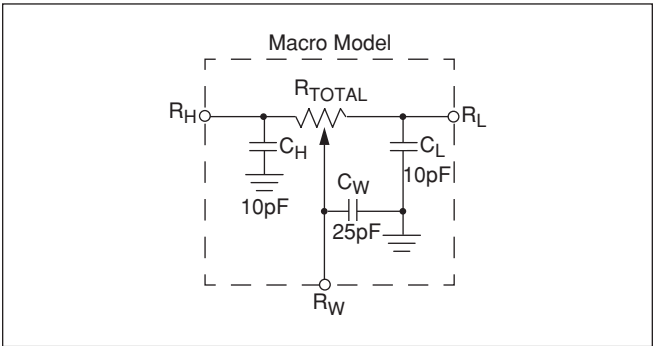 Macro Model
RTOTAL
RH
RL
CH
CL
10pF
10pF
CW
25pF
RW